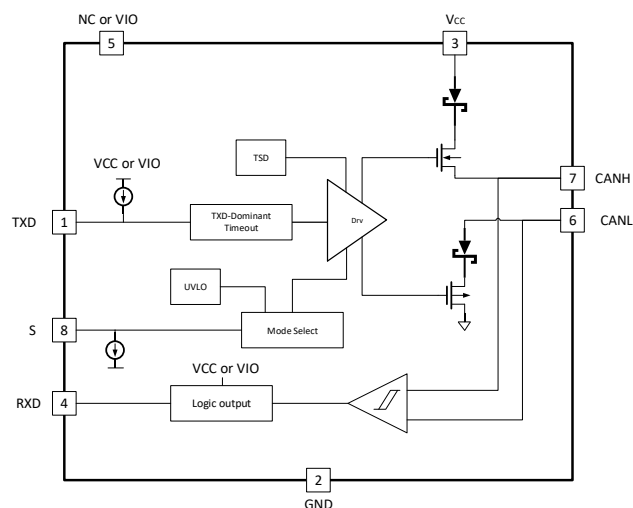 NC or VIO
VCC
5
3
VCC or VIO
TSD
7
CANH
TXD
1
TXD-Dominant
Timeout
Drv
6
CANL
UVLO
S
8
Mode Select
VCC or VIO
RXD
4
Logic output
2
GND